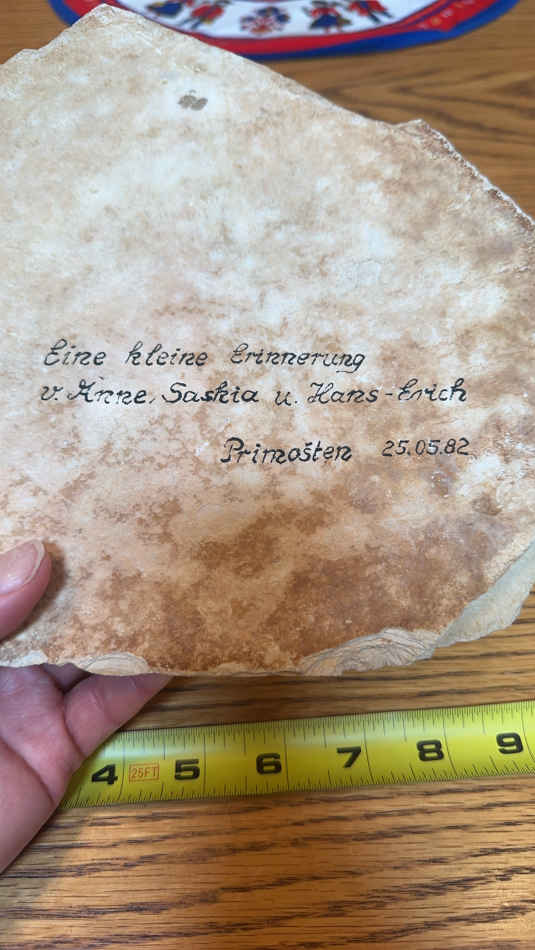 Eine kleine Erinnerung
v. Anne, Saskia u. Hans-Erich
Primošten 25.05.82
4 25FT 5 6 7 8 9